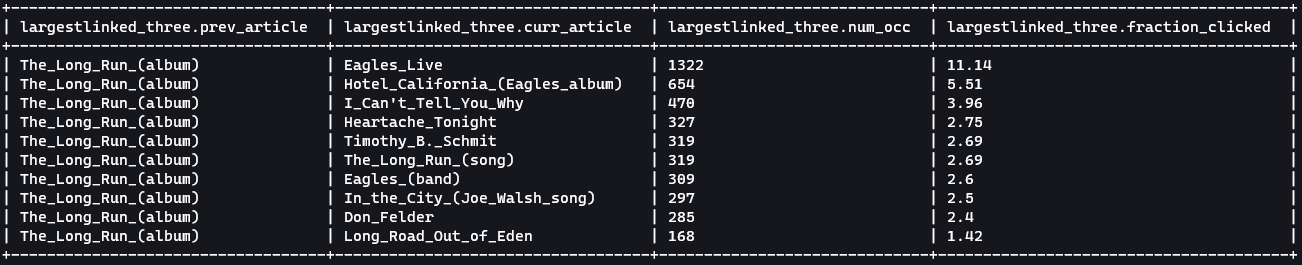 | largestlinked_three.prev_article | largestlinked_three.curr_article | largestlinked_three.num_occ | largestlinked_three.fraction_clicked |
| The_Long_Run_(album) | Eagles_Live | 1322 | 11.14 |
| The_Long_Run_(album) | Hotel_California_(Eagles_album) | 654 | 5.51 |
| The_Long_Run_(album) | I_Can't_Tell_You_Why | 470 | 3.96 |
| The_Long_Run_(album) | Heartache_Tonight | 327 | 2.75 |
| The_Long_Run_(album) | Timothy_B._Schmit | 319 | 2.69 |
| The_Long_Run_(album) | The_Long_Run_(song) | 319 | 2.69 |
| The_Long_Run_(album) | Eagles_(band) | 309 | 2.6 |
| The_Long_Run_(album) | In_the_City_(Joe_Walsh_song) | 297 | 2.5 |
| The_Long_Run_(album) | Don_Felder | 285 | 2.4 |
| The_Long_Run_(album) | Long_Road_Out_of_Eden | 168 | 1.42 |